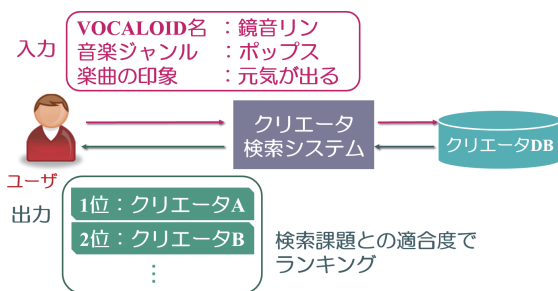 入力
VOCALOID名：鏡音リン
音楽ジャンル：ポップス
楽曲の印象：元気が出る
クリエータ
検索システム
クリエータDB
ユーザ
出力
1位：クリエータA
2位：クリエータB
⋮
検索課題との適合度で
ランキング